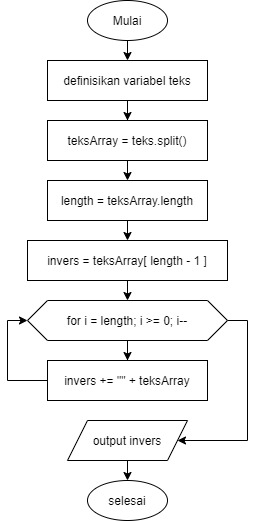 Mulai
definisikan variabel teks
teksArray = teks.split()
length = teksArray.length
invers = teksArray[ length - 1 ]
for i = length; i >= 0; i--
invers += "" + teksArray
output invers
selesai